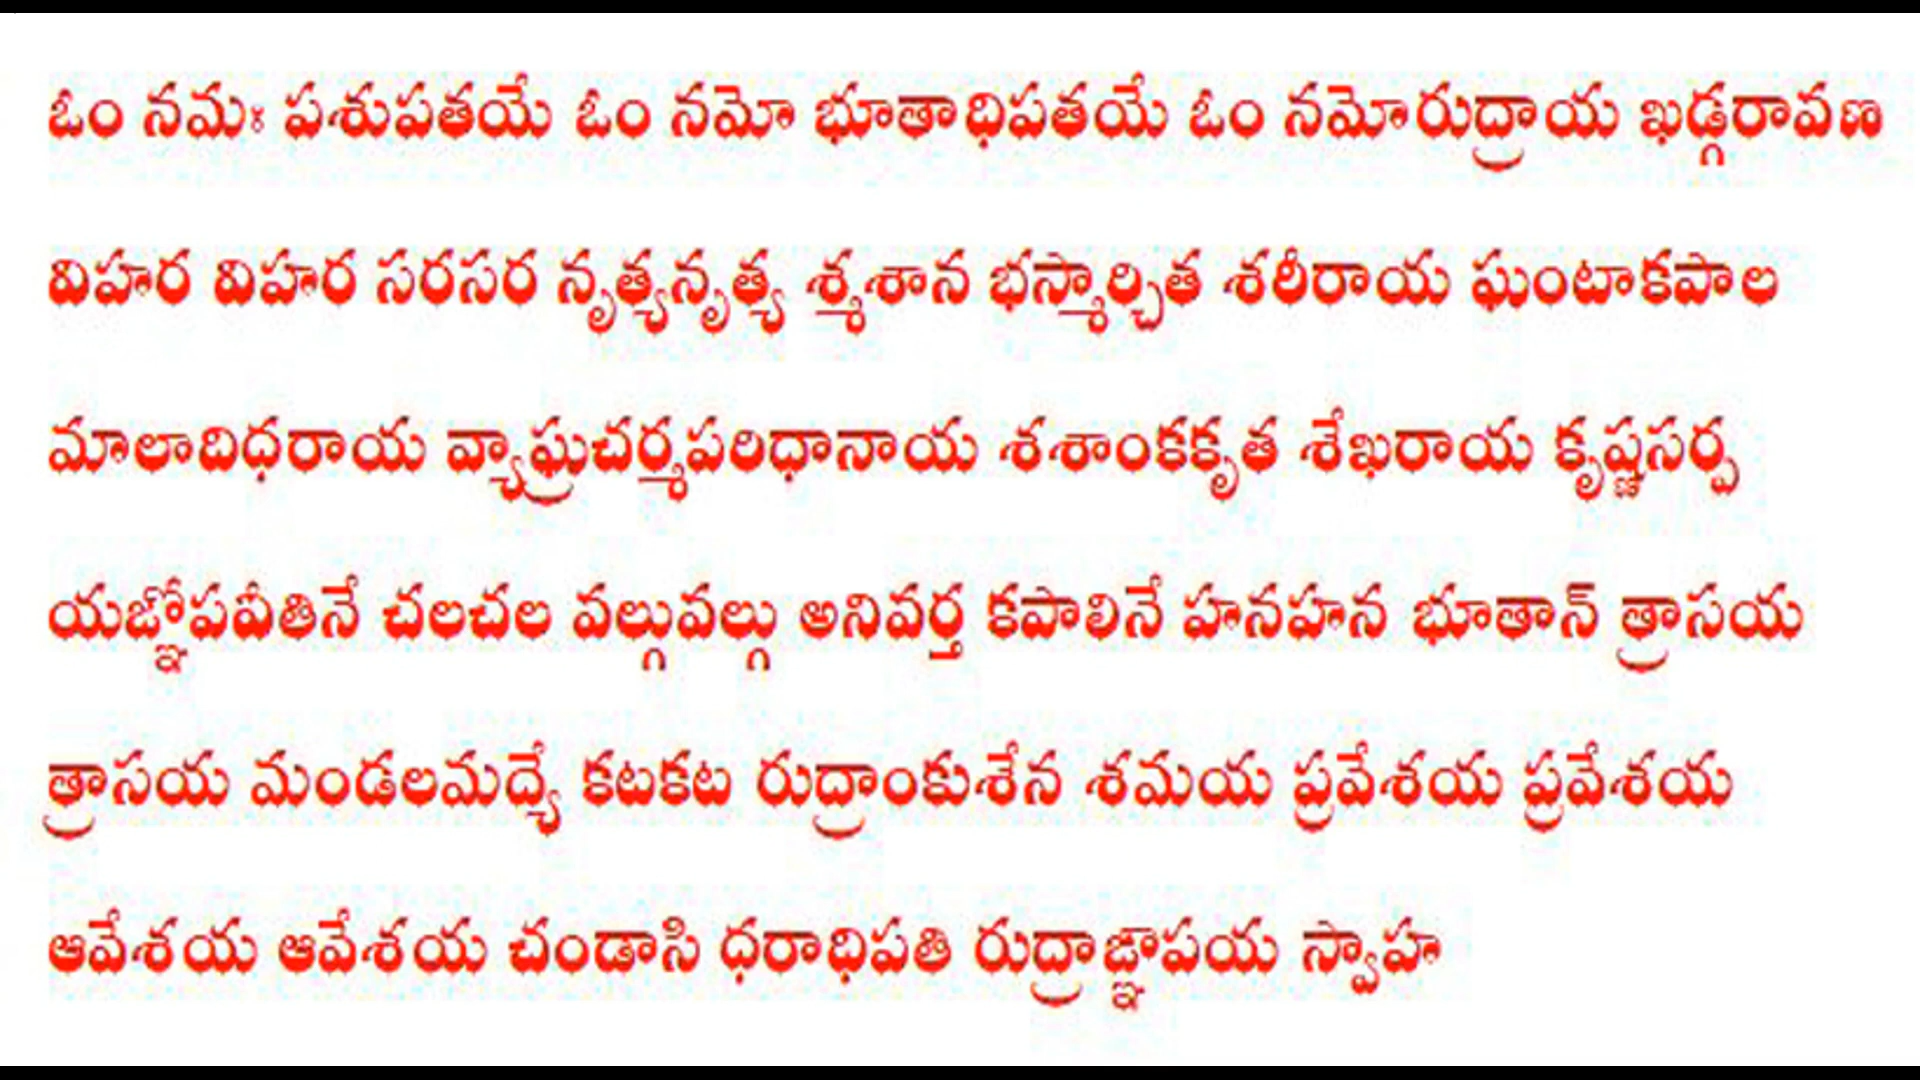 ఓం నమః పశుపతయే ఓం నమో భూతాధిపతయే ఓం నమోరుద్రాయ ఖడ్గరావణ
విహర విహర సరసర నృత్యనృత్య శ్మశాన భస్మార్చిత శరీరాయ ఘంటాకపాల
మాలాదిధరాయ వ్యాఘ్రచర్మపరిధానాయ శశాంకకృత శేఖరాయ కృష్ణసర్ప
యఙ్ఞోపవీతినే చలచల వల్గువల్గు అనివర్త కపాలినే హనహన భూతాన్ త్రాసయ
త్రాసయ మండలమధ్యే కటకట రుద్రాంకుశేన శమయ ప్రవేశయ ప్రవేశయ
ఆవేశయ ఆవేశయ చండాసి ధరాధిపతి రుద్రాఙ్ఞాపయ స్వాహ